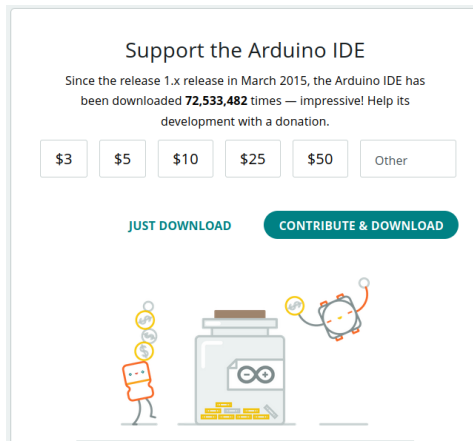 Support the Arduino IDE
Since the release 1.x release in March 2015, the Arduino IDE has
been downloaded 72,533,482 times — impressive! Help its
development with a donation.
$3 $5 $10 $25 $50 Other
JUST DOWNLOAD CONTRIBUTE & DOWNLOAD